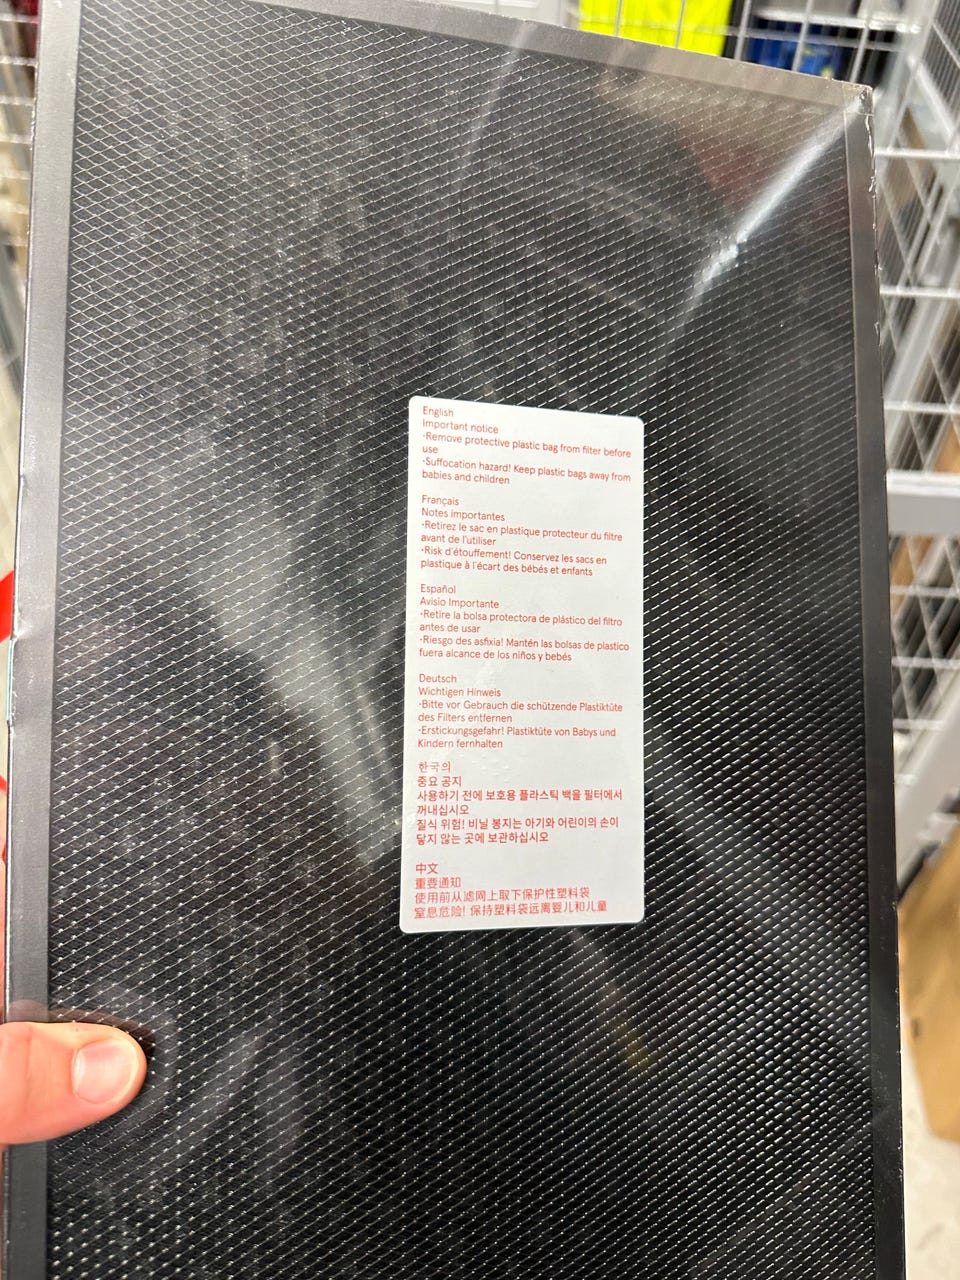 English
Important notice
·Remove protective plastic bag from filter before
use
·Suffocation hazard! Keep plastic bags away from
babies and children
Français
Notes importantes
·Retirez le sac en plastique protecteur du filtre
avant de l'utiliser
·Risk d'étouffement! Conservez les sacs en
plastique à l'écart des bébés et enfants
Español
Avisio Importante
·Retire la bolsa protectora de plástico del filtro
antes de usar
·Riesgo des asfixia! Mantén las bolsas de plastico
fuera alcance de los niños y bebés
Deutsch
Wichtigen Hinweis
·Bitte vor Gebrauch die schützende Plastiktüte
des Filters entfernen
·Erstickungsgefahr! Plastiktüte von Babys und
Kindern fernhalten
한국의
중요 공지
사용하기 전에 보호용 플라스틱 백을 필터에서
꺼내십시오
질식 위험! 비닐 봉지는 아기와 어린이의 손이
닿지 않는 곳에 보관하십시오
中文
重要通知
使用前从滤网上取下保护性塑料袋
窒息危险! 保持塑料袋远离婴儿和儿童